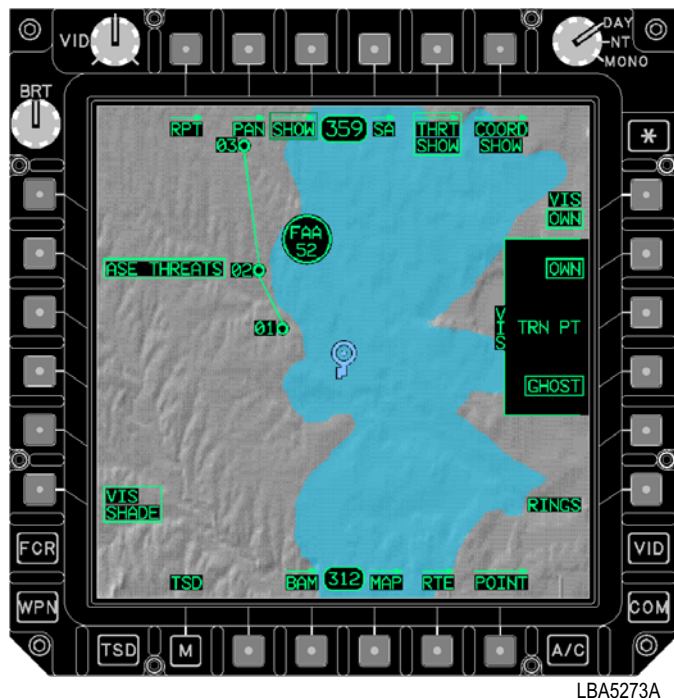 VID
DAY
NT
MONO
BRT
RPT
PAN
SHOW
359
SA
THRT
SHOW
COORD
SHOW
*
03
VIS
OWN
FAA
52
ASE THREATS
02
OWN
01
VIS
TRN PT
GHOST
VIS
SHADE
RINGS
FCR
VID
TSD
BAM
312
MAP
RTE
POINT
WPN
COM
TSD
M
A/C
LBA5273A